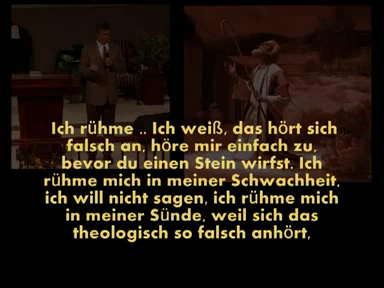 Ich rühme .. Ich weiß, das hört sich
falsch an, höre mir einfach zu,
bevor du einen Stein wirfst. Ich
rühme mich in meiner Schwachheit,
ich will nicht sagen, ich rühme mich
in meiner Sünde, weil sich das
theologisch so falsch anhört,